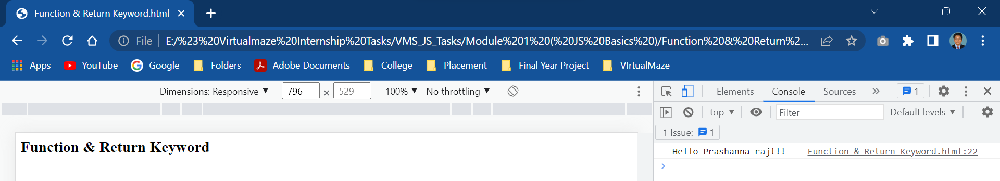 Function & Return Keyword.html
File E:/%23%20Virtualmaze%20Internship%20Tasks/VMS_JS_Tasks/Module%201%20(%20JS%20Basics%20)/Function%20&%20Return%2...
Apps YouTube Google Folders Adobe Documents College Placement Final Year Project VIrtualMaze
Dimensions: Responsive 796 × 529 100% No throttling
Elements Console Sources 1
top Filter Default levels
1 Issue: 1
Function & Return Keyword
Hello Prashanna raj!!! Function & Return Keyword.html:22